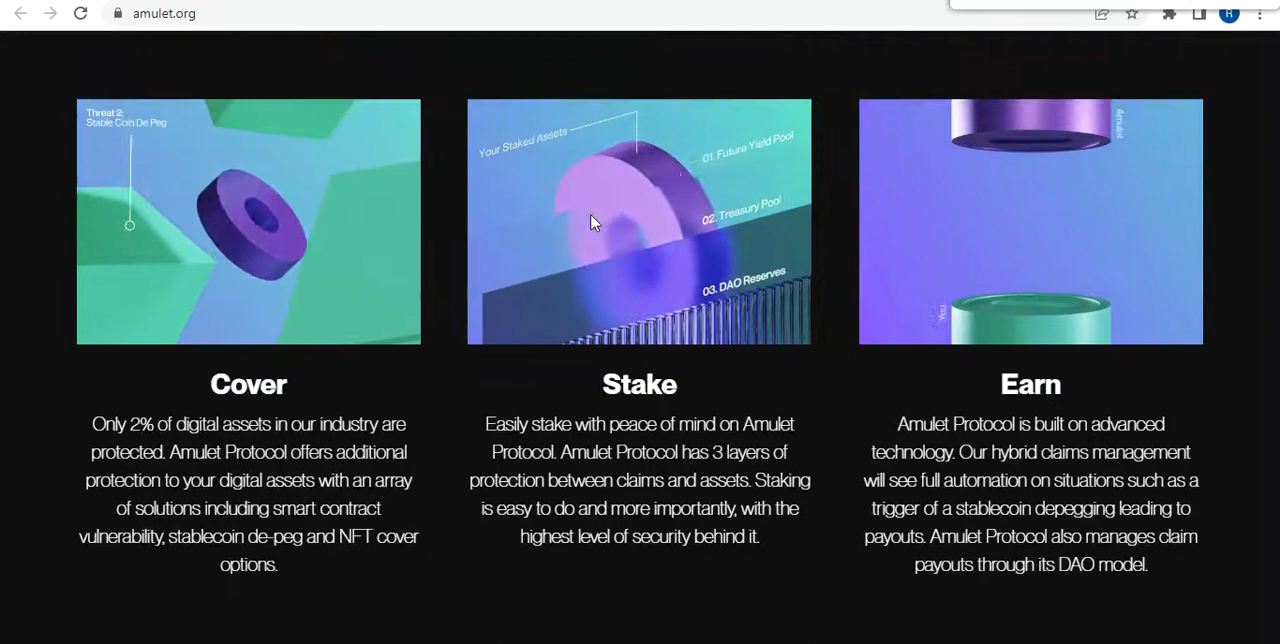 amulet.org
R
Threat 2:
Stable Coin De Peg
Your Staked Assets
01. Future Yield Pool
02. Treasury Pool
03. DAO Reserves
Amulet
You
Cover
Only 2% of digital assets in our industry are
protected. Amulet Protocol offers additional
protection to your digital assets with an array
of solutions including smart contract
vulnerability, stablecoin de-peg and NFT cover
options.
Stake
Easily stake with peace of mind on Amulet
Protocol. Amulet Protocol has 3 layers of
protection between claims and assets. Staking
is easy to do and more importantly, with the
highest level of security behind it.
Earn
Amulet Protocol is built on advanced
technology. Our hybrid claims management
will see full automation on situations such as a
trigger of a stablecoin depegging leading to
payouts. Amulet Protocol also manages claim
payouts through its DAO model.